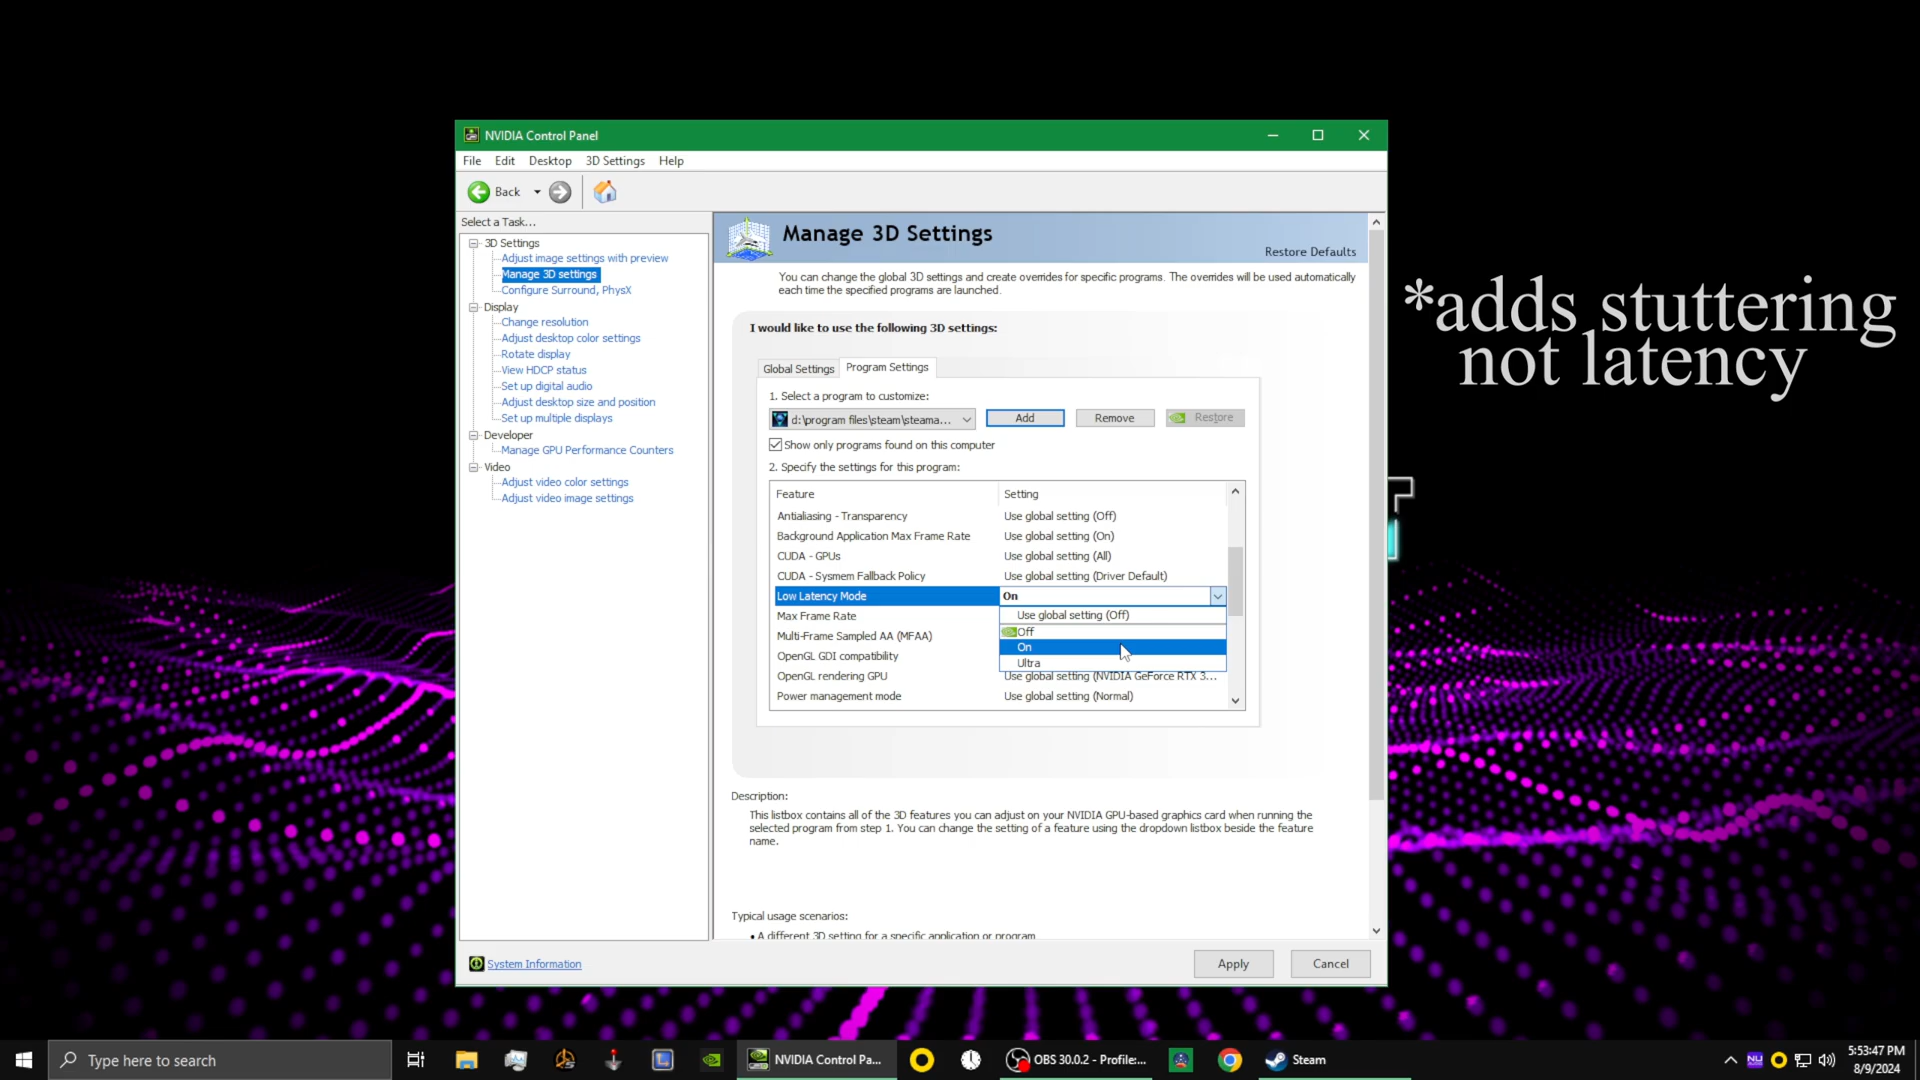 NVIDIA Control Panel
File Edit Desktop 3D Settings Help
Back
Select a Task...
3D Settings
Adjust image settings with preview
Manage 3D settings
Configure Surround, PhysX
Display
Change resolution
Adjust desktop color settings
Rotate display
View HDCP status
Set up digital audio
Adjust desktop size and position
Set up multiple displays
Developer
Manage GPU Performance Counters
Video
Adjust video color settings
Adjust video image settings
System Information
Manage 3D Settings
Restore Defaults
You can change the global 3D settings and create overrides for specific programs. The overrides will be used automatically
each time the specified programs are launched.
I would like to use the following 3D settings:
Global Settings Program Settings
1. Select a program to customize:
d:\program files\steam\steama... Add Remove Restore
Show only programs found on this computer
2. Specify the settings for this program:
Feature Setting
Antialiasing - Transparency Use global setting (Off)
Background Application Max Frame Rate Use global setting (On)
CUDA - GPUs Use global setting (All)
CUDA - Sysmem Fallback Policy Use global setting (Driver Default)
Low Latency Mode On
Max Frame Rate Use global setting (Off)
Off
Multi-Frame Sampled AA (MFAA) On
OpenGL GDI compatibility Ultra
OpenGL rendering GPU Use global setting (NVIDIA GeForce RTX 3...
Power management mode Use global setting (Normal)
Description:
This listbox contains all of the 3D features you can adjust on your NVIDIA GPU-based graphics card when running the
selected program from step 1. You can change the setting of a feature using the dropdown listbox beside the feature
name.
Typical usage scenarios:
• A different 3D setting for a specific application or program
Apply Cancel
*adds stuttering
not latency
Type here to search
NVIDIA Control Pa...
OBS 30.0.2 - Profile:...
Steam
NU
5:53:47 PM
8/9/2024